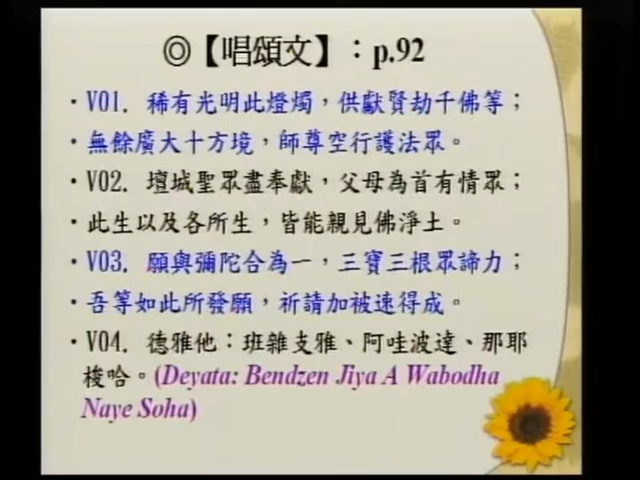 ◎【唱頌文】：p.92
·V01. 稀有光明此燈燭，供獻賢劫千佛等；
·無餘廣大十方境，師尊空行護法眾。
·V02. 壇城聖眾盡奉獻，父母為首有情眾；
·此生以及各所生，皆能親見佛淨土。
·V03. 願與彌陀合為一，三寶三根眾諦力；
·吾等如此所發願，祈請加被速得成。
·V04. 德雅他：班雜支雅、阿哇波達、那耶
梭哈。(Deyata: Bendzen Jiya A Wabodha
Naye Soha)